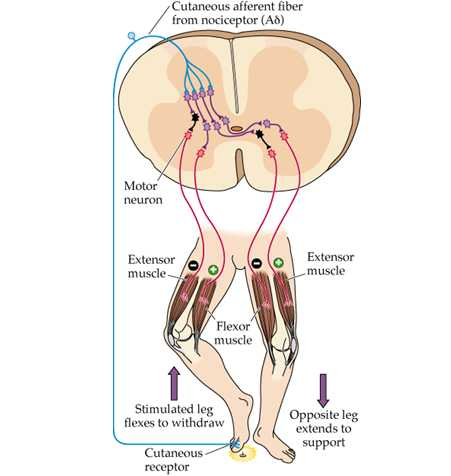 Cutaneous afferent fiber
from nociceptor (Aδ)
Motor
neuron
Extensor
muscle
Extensor
muscle
Flexor
muscle
Stimulated leg
flexes to withdraw
Opposite leg
extends to
support
Cutaneous
receptor